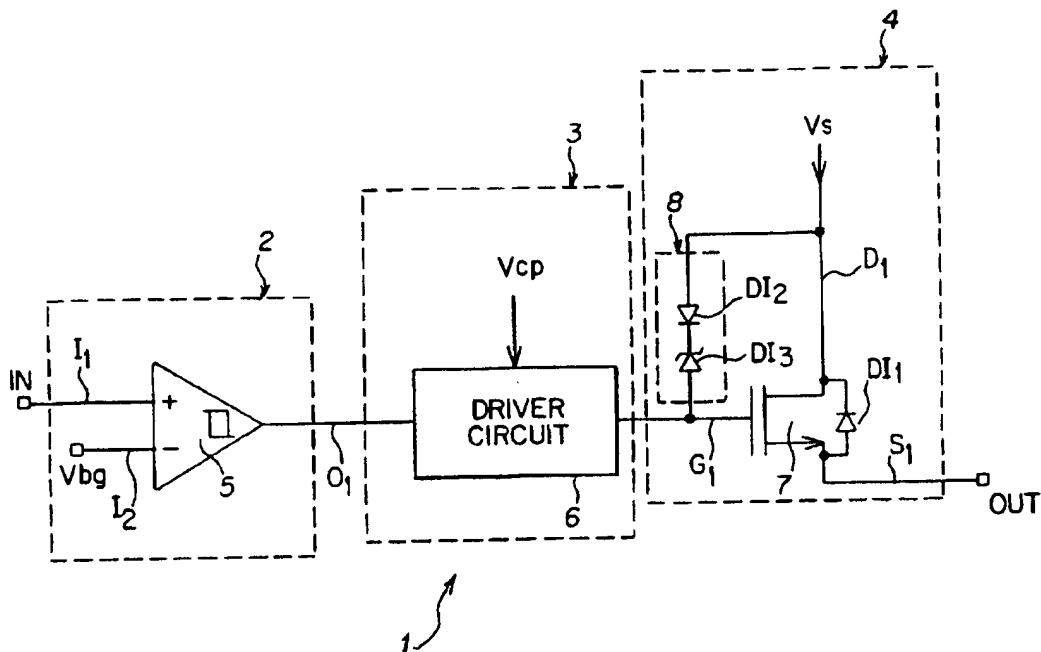 4
Vs
3
8
2
Vcp
D₁
DI₂
I₁
DI₃
IN
+
DRIVER
CIRCUIT
DI₁
−
G₁
7
S₁
Vbg
5
O₁
I₂
6
OUT
1